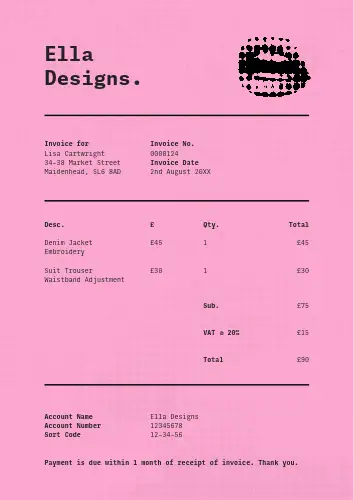 Ella
Designs.
Invoice for Invoice No.
Lisa Cartwright 0000124
34-38 Market Street Invoice Date
Maidenhead, SL6 8AD 2nd August 20XX
Desc. £ Qty. Total
Denim Jacket £45 1 £45
Embroidery
Suit Trouser £30 1 £30
Waistband Adjustment
Sub. £75
VAT @ 20% £15
Total £90
Account Name Ella Designs
Account Number 12345678
Sort Code 12-34-56
Payment is due within 1 month of receipt of invoice. Thank you.